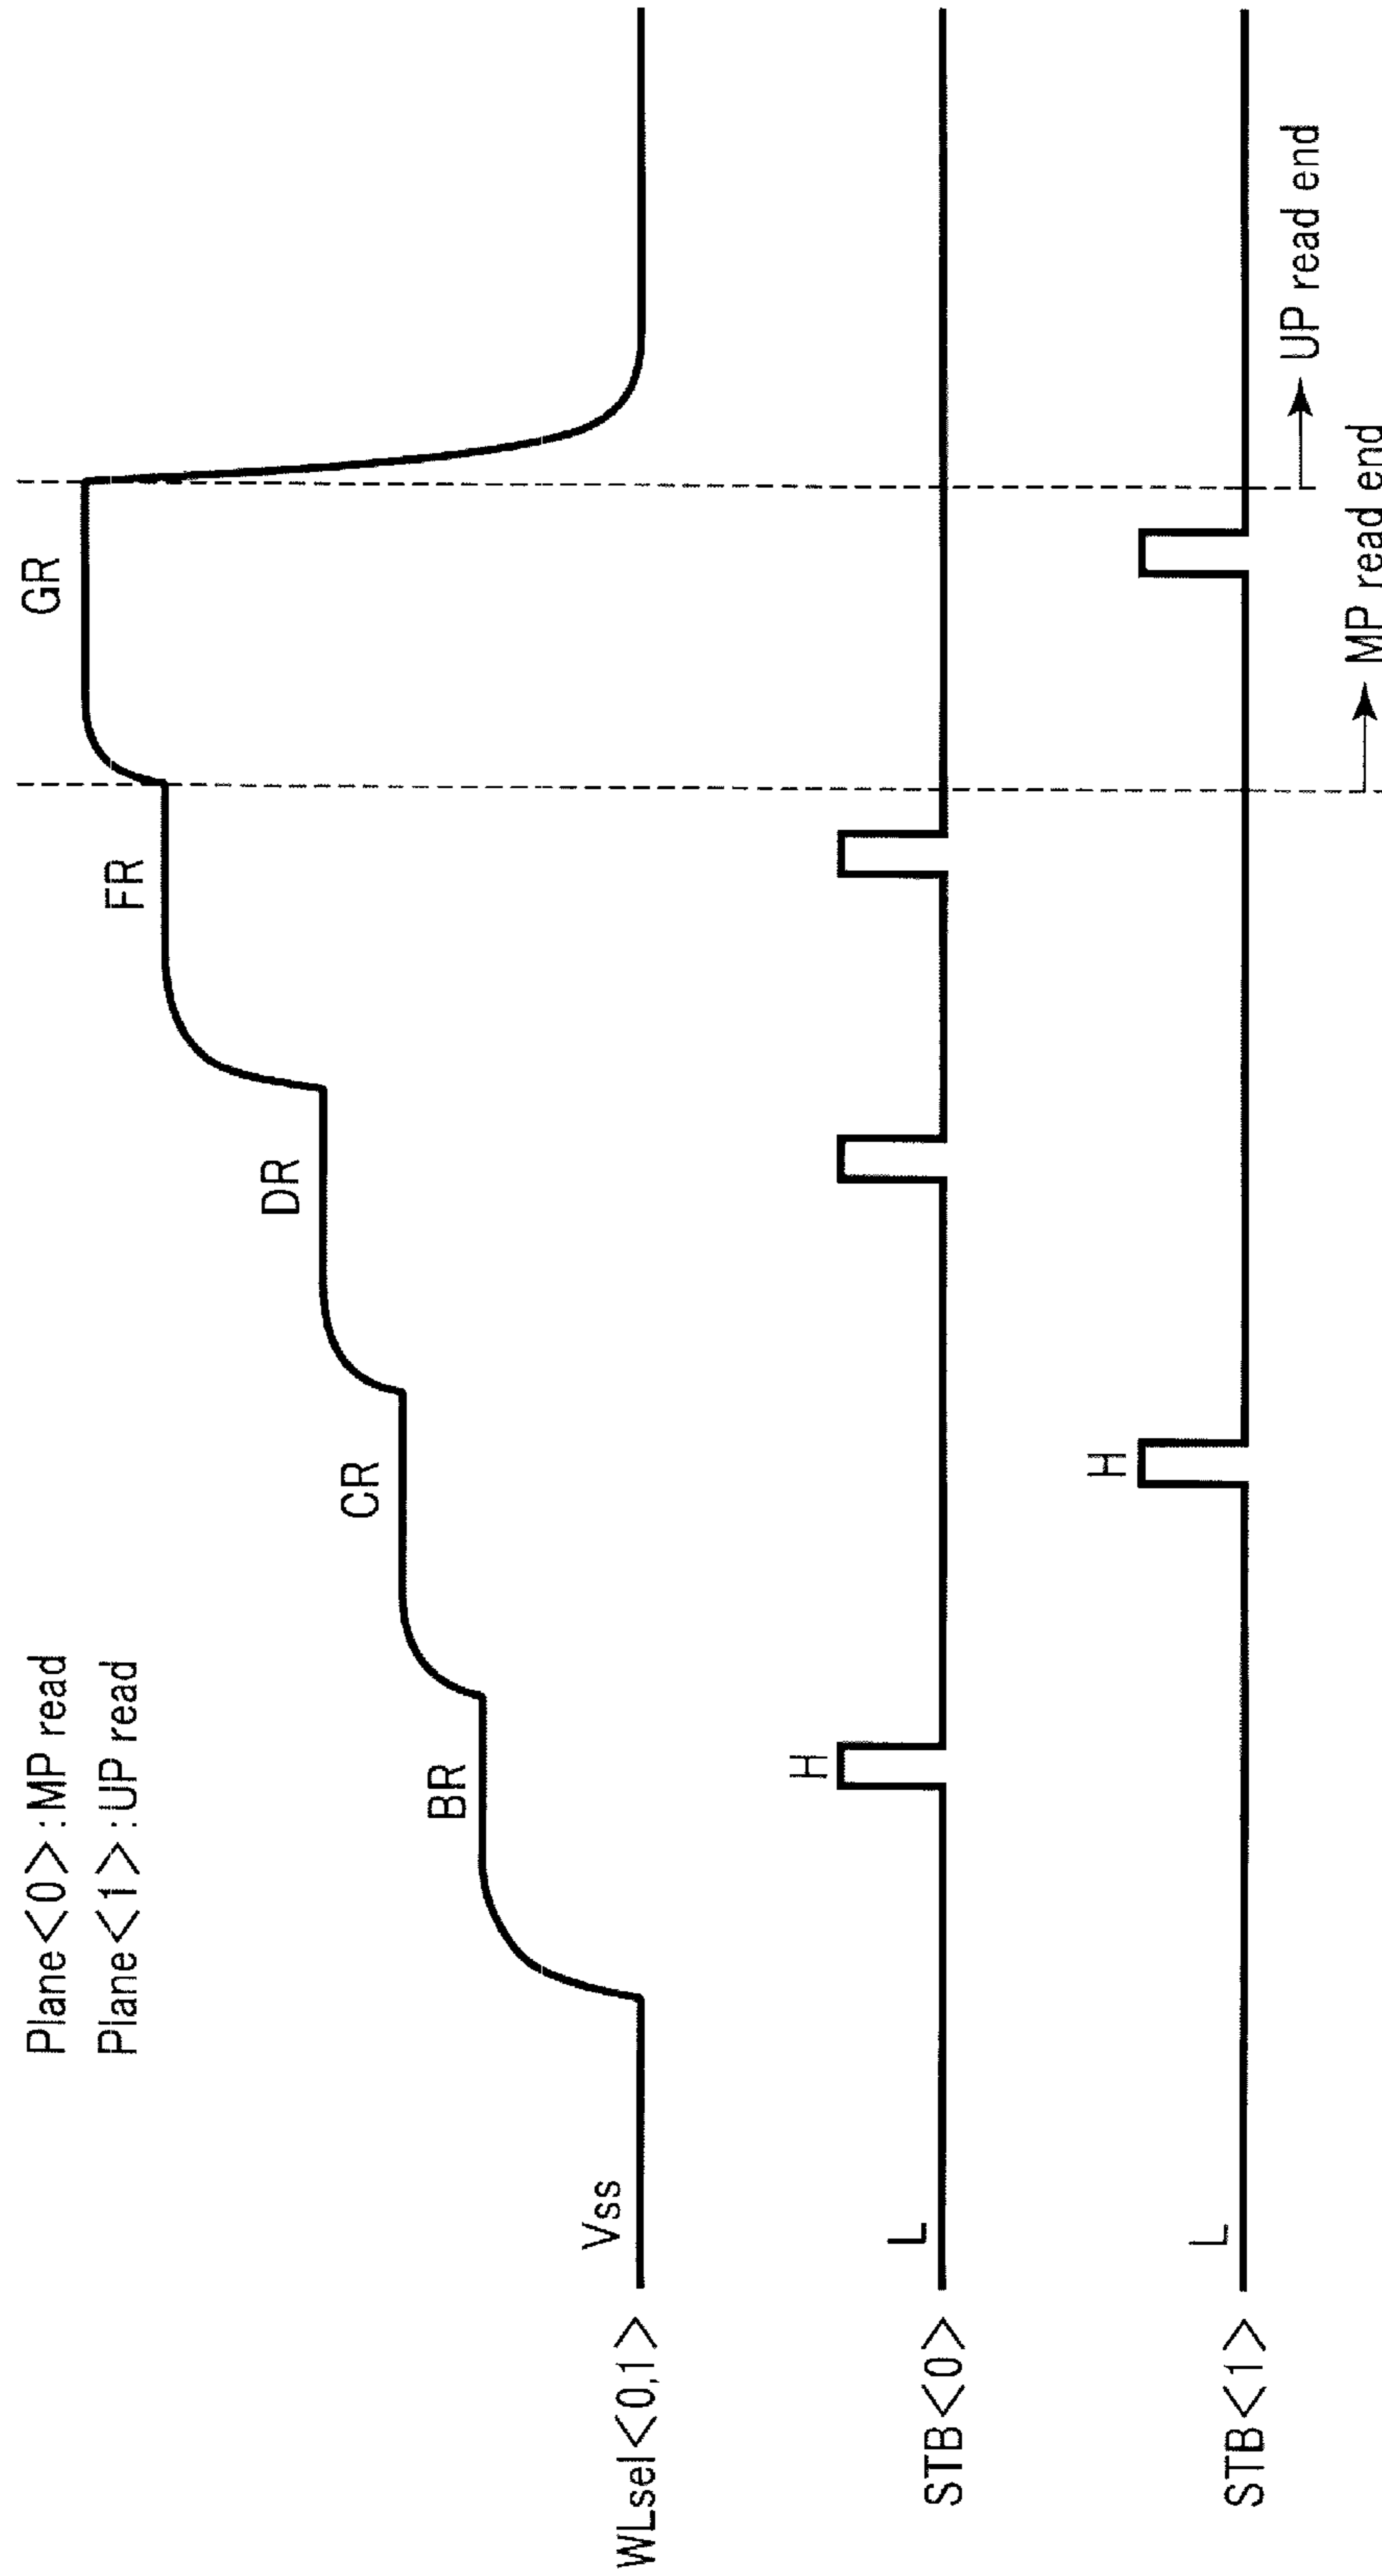 Plane<0>:MP read
Plane<1>:UP read
GR
FR
DR
CR
BR
Vss
WLsel<0,1>
H
L
STB<0>
H
L
STB<1>
UP read end
MP read end